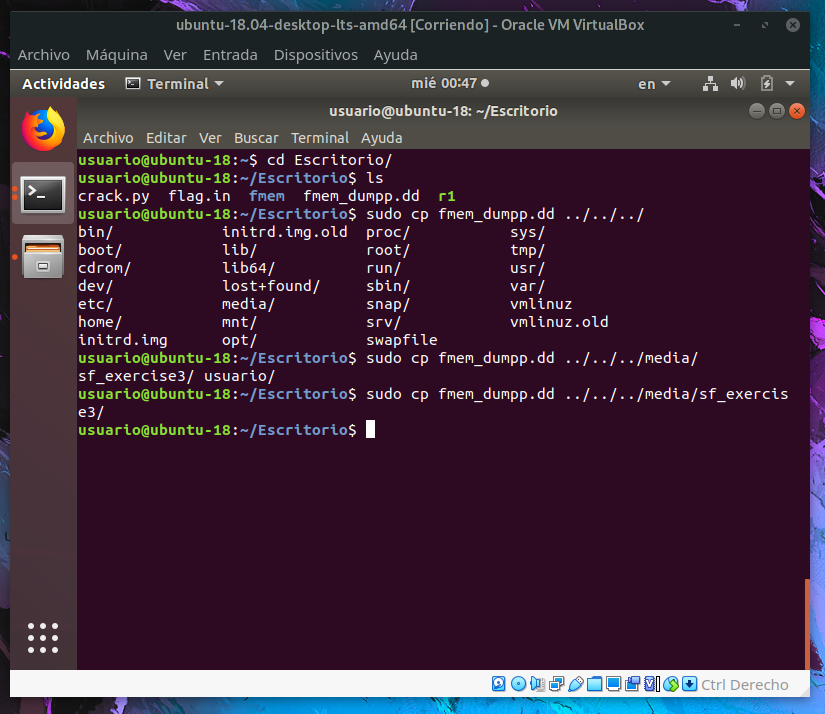 ubuntu-18.04-desktop-lts-amd64 [Corriendo] - Oracle VM VirtualBox
Archivo Máquina Ver Entrada Dispositivos Ayuda
Actividades Terminal mié 00:47 en
usuario@ubuntu-18: ~/Escritorio
Archivo Editar Ver Buscar Terminal Ayuda
usuario@ubuntu-18:~$ cd Escritorio/
usuario@ubuntu-18:~/Escritorio$ ls
crack.py flag.in fmem fmem_dumpp.dd r1
usuario@ubuntu-18:~/Escritorio$ sudo cp fmem_dumpp.dd ../../../
bin/ initrd.img.old proc/ sys/
boot/ lib/ root/ tmp/
cdrom/ lib64/ run/ usr/
dev/ lost+found/ sbin/ var/
etc/ media/ snap/ vmlinuz
home/ mnt/ srv/ vmlinuz.old
initrd.img opt/ swapfile
usuario@ubuntu-18:~/Escritorio$ sudo cp fmem_dumpp.dd ../../../media/
sf_exercise3/ usuario/
usuario@ubuntu-18:~/Escritorio$ sudo cp fmem_dumpp.dd ../../../media/sf_exercis
e3/
usuario@ubuntu-18:~/Escritorio$
Ctrl Derecho